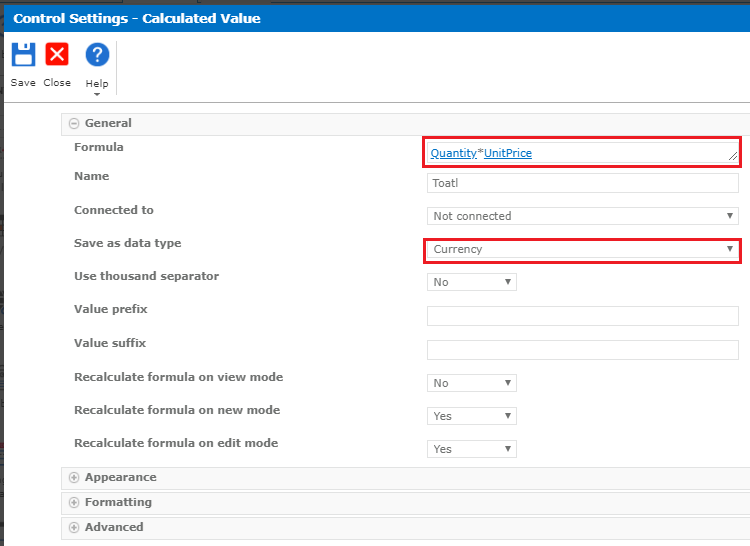 Control Settings - Calculated Value
Save Close Help
General
Formula Quantity*UnitPrice
Name Toatl
Connected to Not connected
Save as data type Currency
Use thousand separator No
Value prefix
Value suffix
Recalculate formula on view mode No
Recalculate formula on new mode Yes
Recalculate formula on edit mode Yes
Appearance
Formatting
Advanced